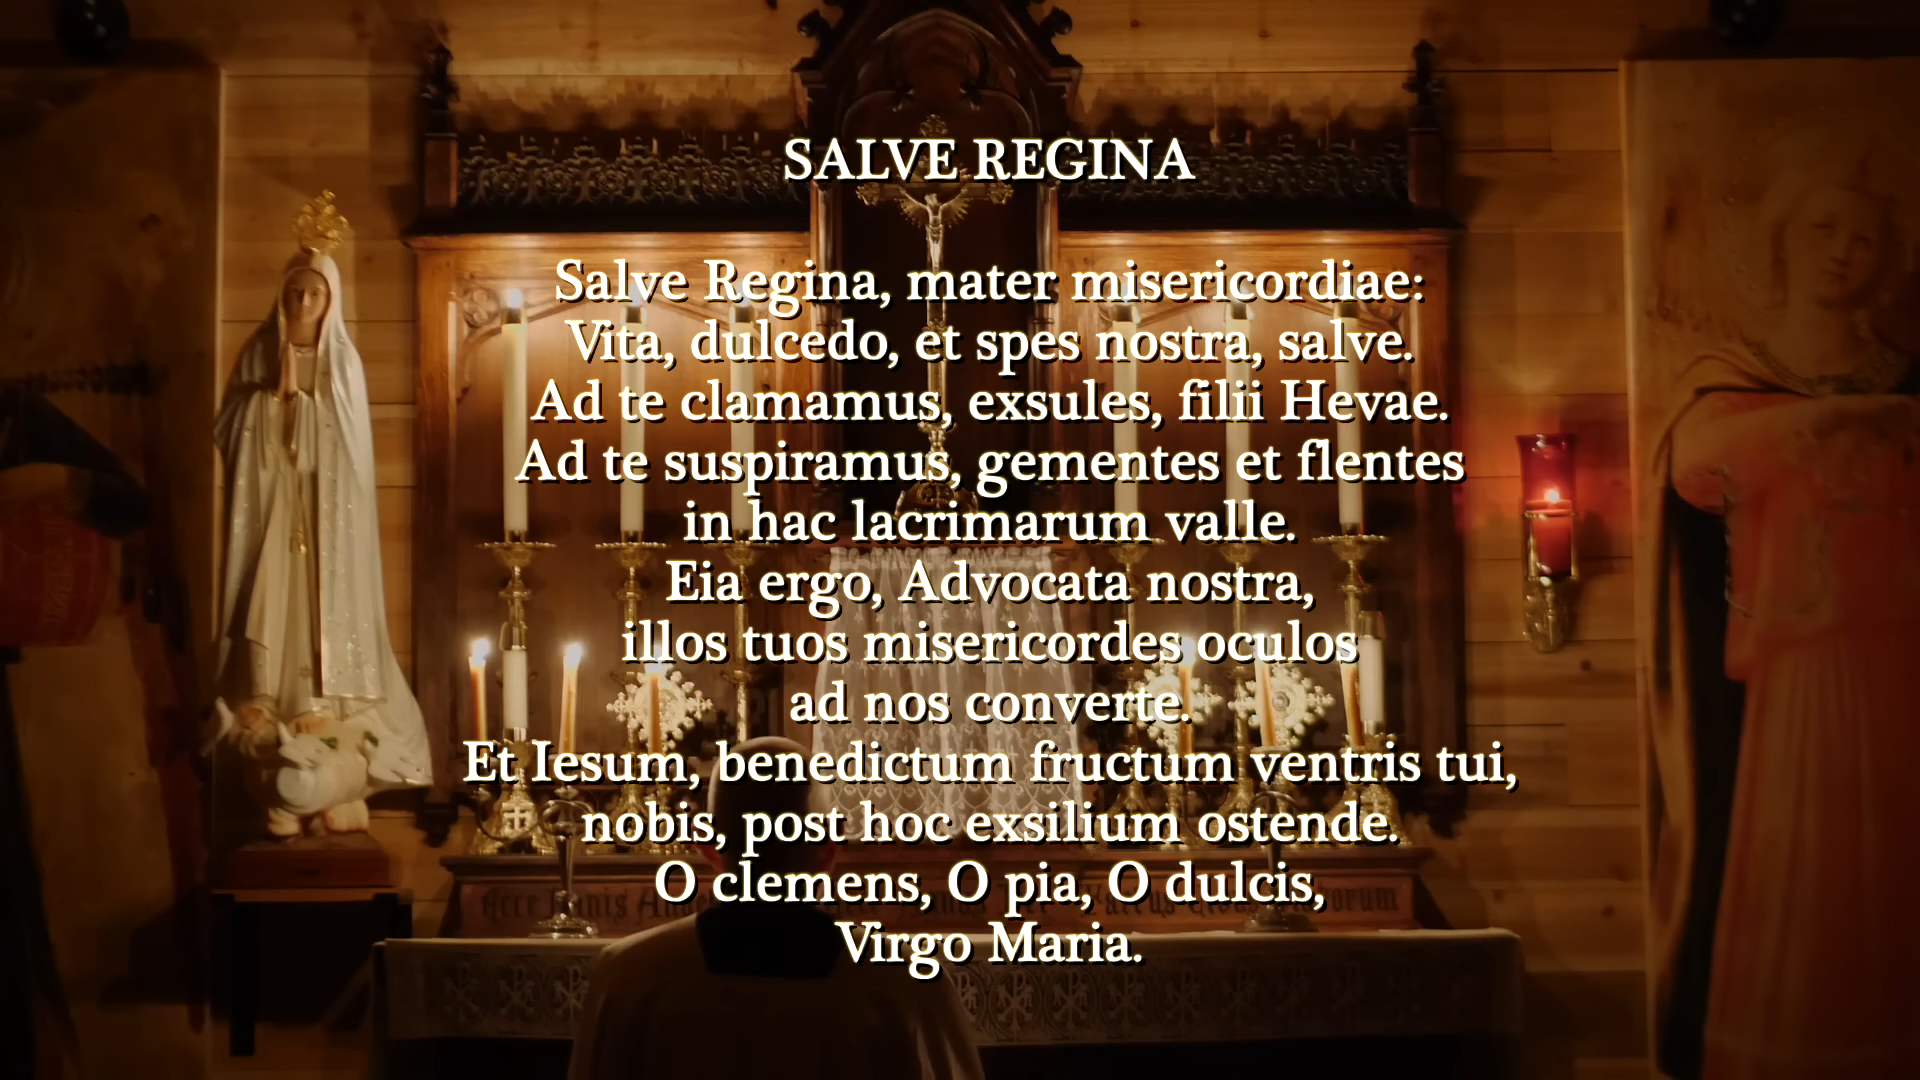 SALVE REGINA
Salve Regina, mater misericordiae:
Vita, dulcedo, et spes nostra, salve.
Ad te clamamus, exsules, filii Hevae.
Ad te suspiramus, gementes et flentes
in hac lacrimarum valle.
Eia ergo, Advocata nostra,
illos tuos misericordes oculos
ad nos converte.
Et Iesum, benedictum fructum ventris tui,
nobis, post hoc exsilium ostende.
O clemens, O pia, O dulcis,
Virgo Maria.